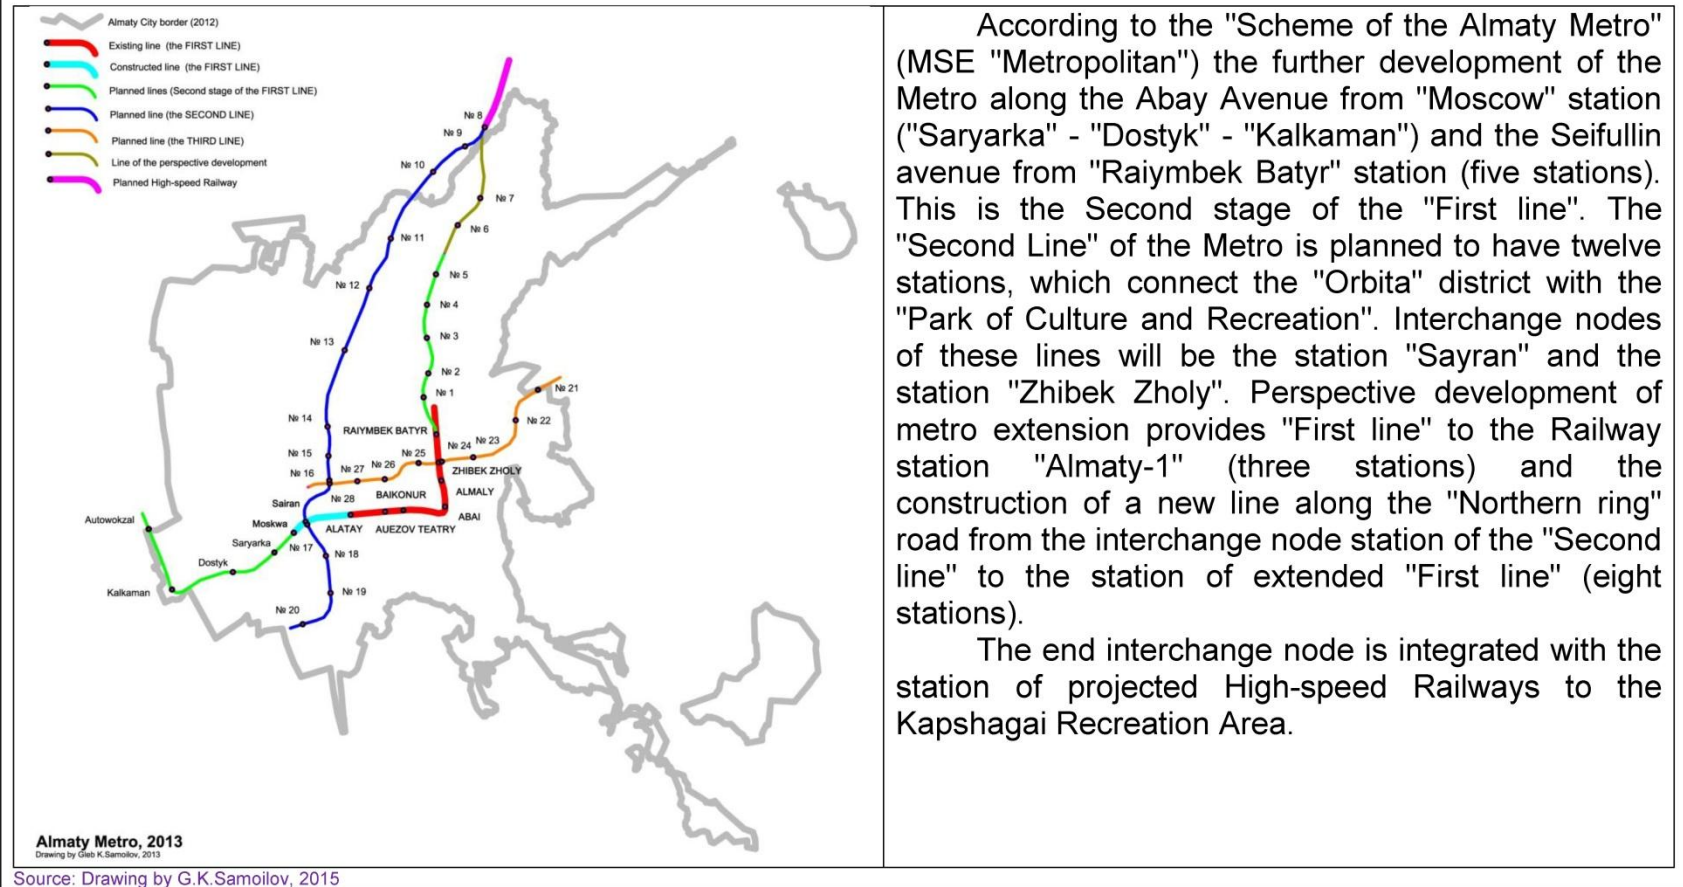 Almaty City border (2012)
Existing line (the FIRST LINE)
Constructed line (the FIRST LINE)
Planned lines (Second stage of the FIRST LINE)
Planned line (the SECOND LINE)
Planned line (the THIRD LINE)
Line of the perspective development
Planned High-speed Railway
№ 8
№ 9
№ 10
№ 7
№ 6
№ 11
№ 5
№ 12
№ 4
№ 3
№ 13
№ 2
№ 1
№ 21
№ 14
№ 22
RAIYMBEK BATYR
№ 24
№ 23
№ 15
№ 25
№ 26
№ 27
№ 16
ZHIBEK ZHOLY
№ 28
BAIKONUR
ALMALY
Sairan
ABAI
Autowokzal
Moskwa
ALATAY
AUEZOV TEATRY
Saryarka
№ 17
№ 18
Dostyk
Kalkaman
№ 19
№ 20
Almaty Metro, 2013
Drawing by Gleb K.Samoilov, 2013
According to the "Scheme of the Almaty Metro"
(MSE "Metropolitan") the further development of the
Metro along the Abay Avenue from "Moscow" station
("Saryarka" - "Dostyk" - "Kalkaman") and the Seifullin
avenue from "Raiymbek Batyr" station (five stations).
This is the Second stage of the "First line". The
"Second Line" of the Metro is planned to have twelve
stations, which connect the "Orbita" district with the
"Park of Culture and Recreation". Interchange nodes
of these lines will be the station "Sayran" and the
station "Zhibek Zholy". Perspective development of
metro extension provides "First line" to the Railway
station "Almaty-1" (three stations) and the
construction of a new line along the "Northern ring"
road from the interchange node station of the "Second
line" to the station of extended "First line" (eight
stations).
The end interchange node is integrated with the
station of projected High-speed Railways to the
Kapshagai Recreation Area.
Source: Drawing by G.K.Samoilov, 2015